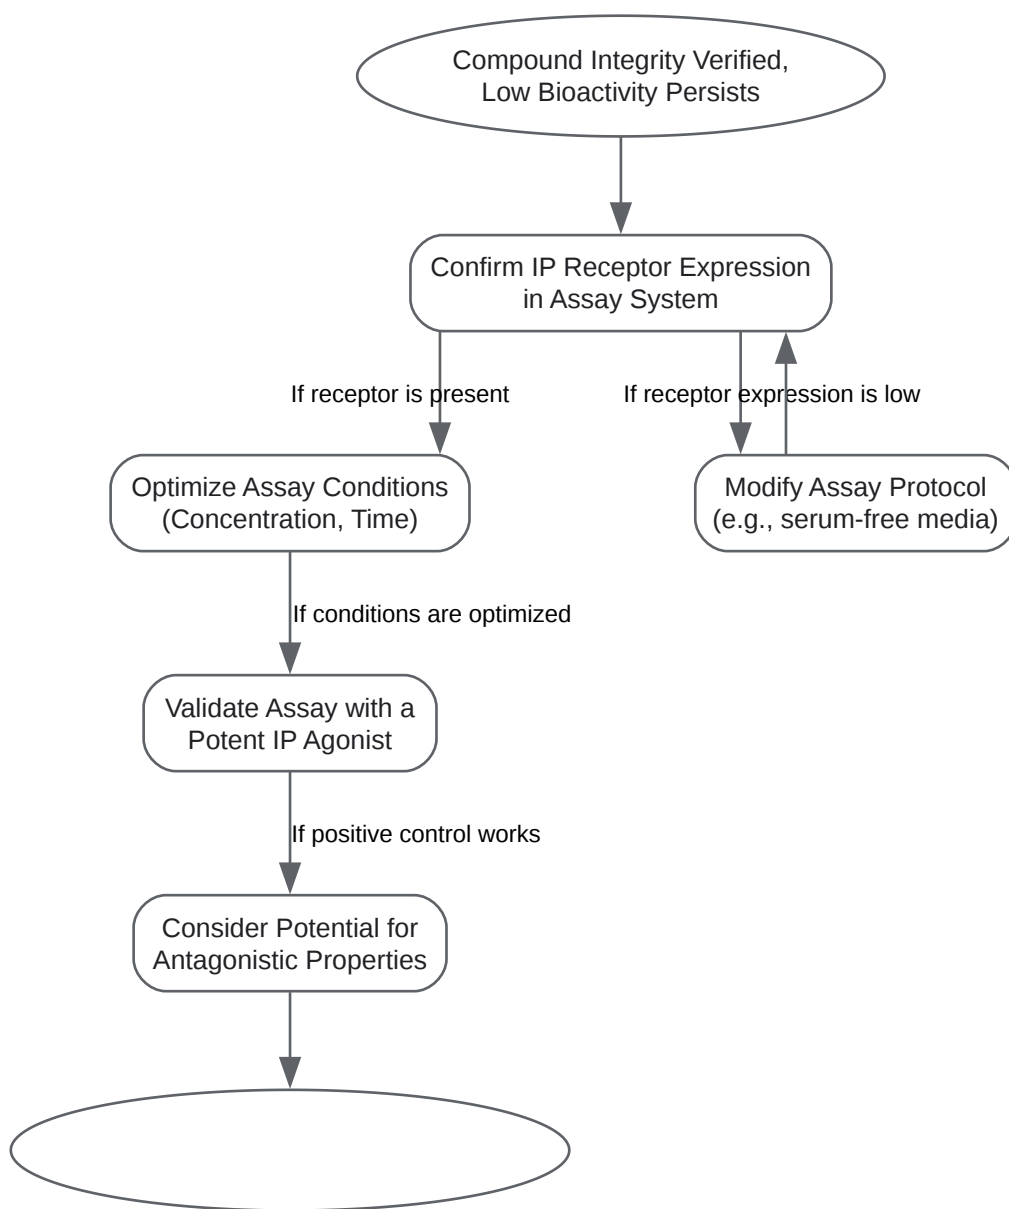 Compound Integrity Verified,
Low Bioactivity Persists
Confirm IP Receptor Expression
in Assay System
If receptor is present
If receptor expression is low
Optimize Assay Conditions
(Concentration, Time)
Modify Assay Protocol
(e.g., serum-free media)
If conditions are optimized
Validate Assay with a
Potent IP Agonist
If positive control works
Consider Potential for
Antagonistic Properties